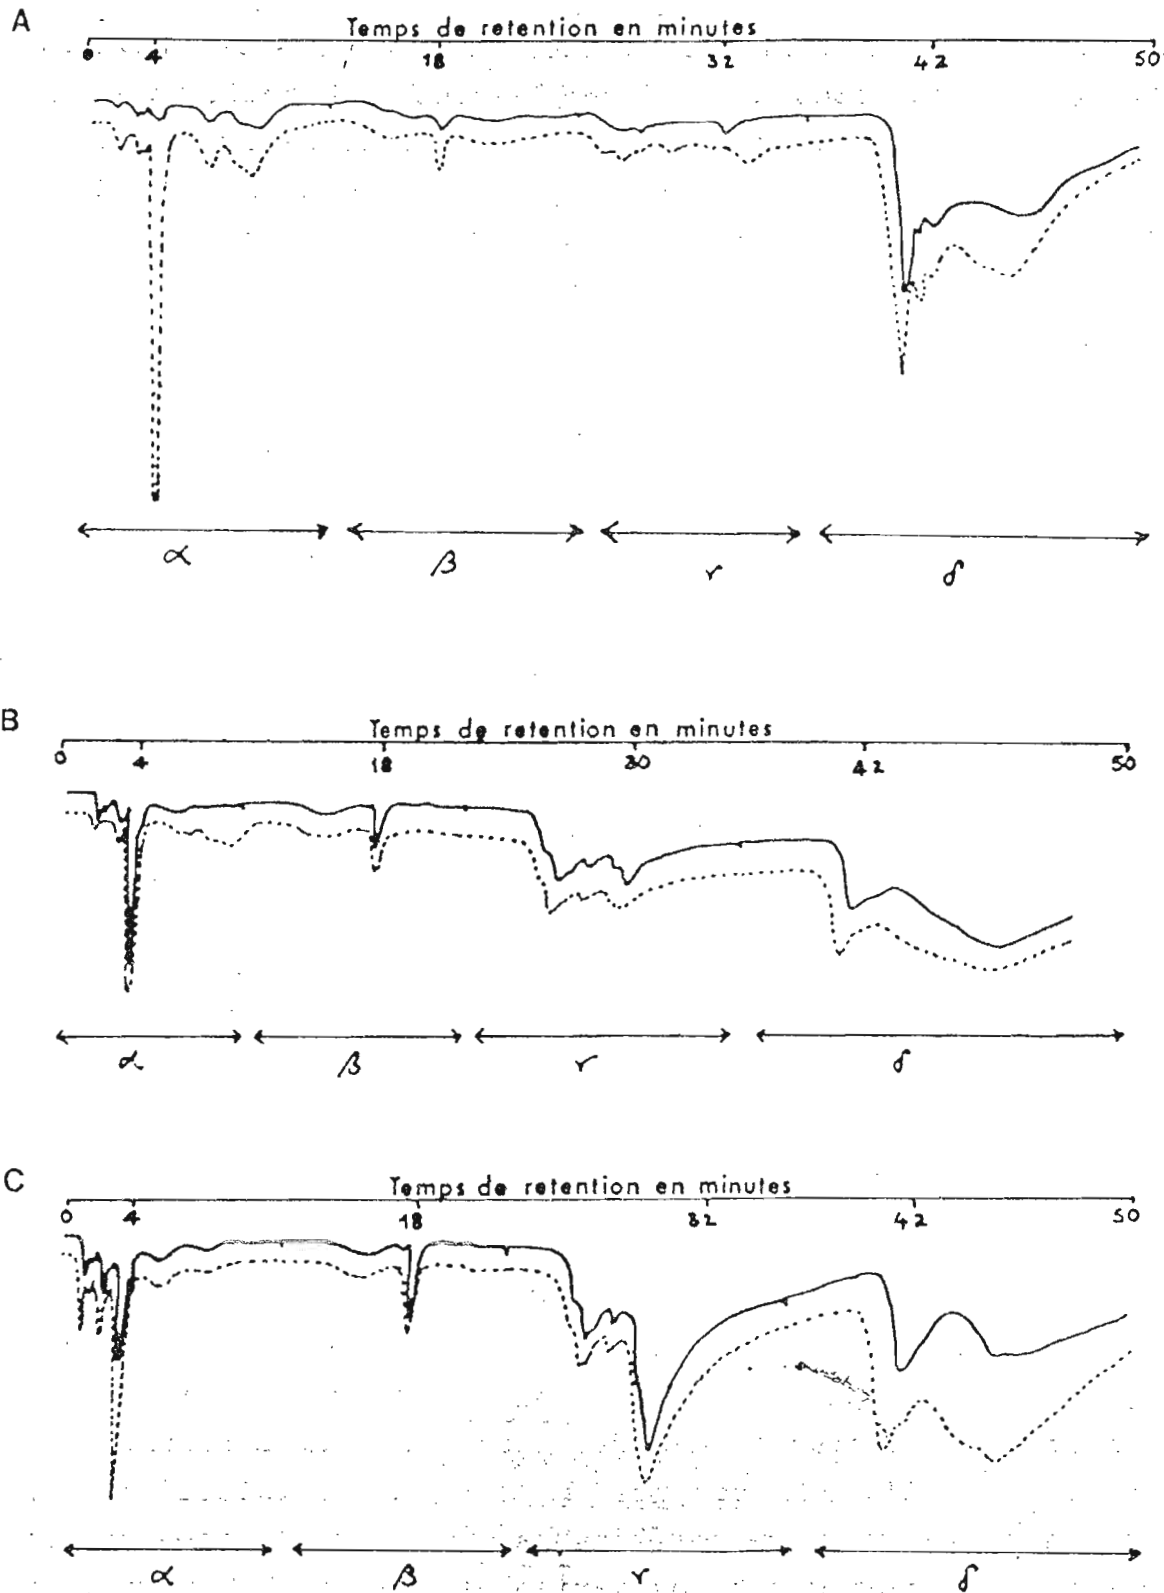 A
Temps de retention en minutes
0 4 18 32 42 50
α β γ δ
B
Temps de retention en minutes
0 4 18 30 42 50
α β γ δ
C
Temps de retention en minutes
0 4 18 32 42 50
α β γ δ